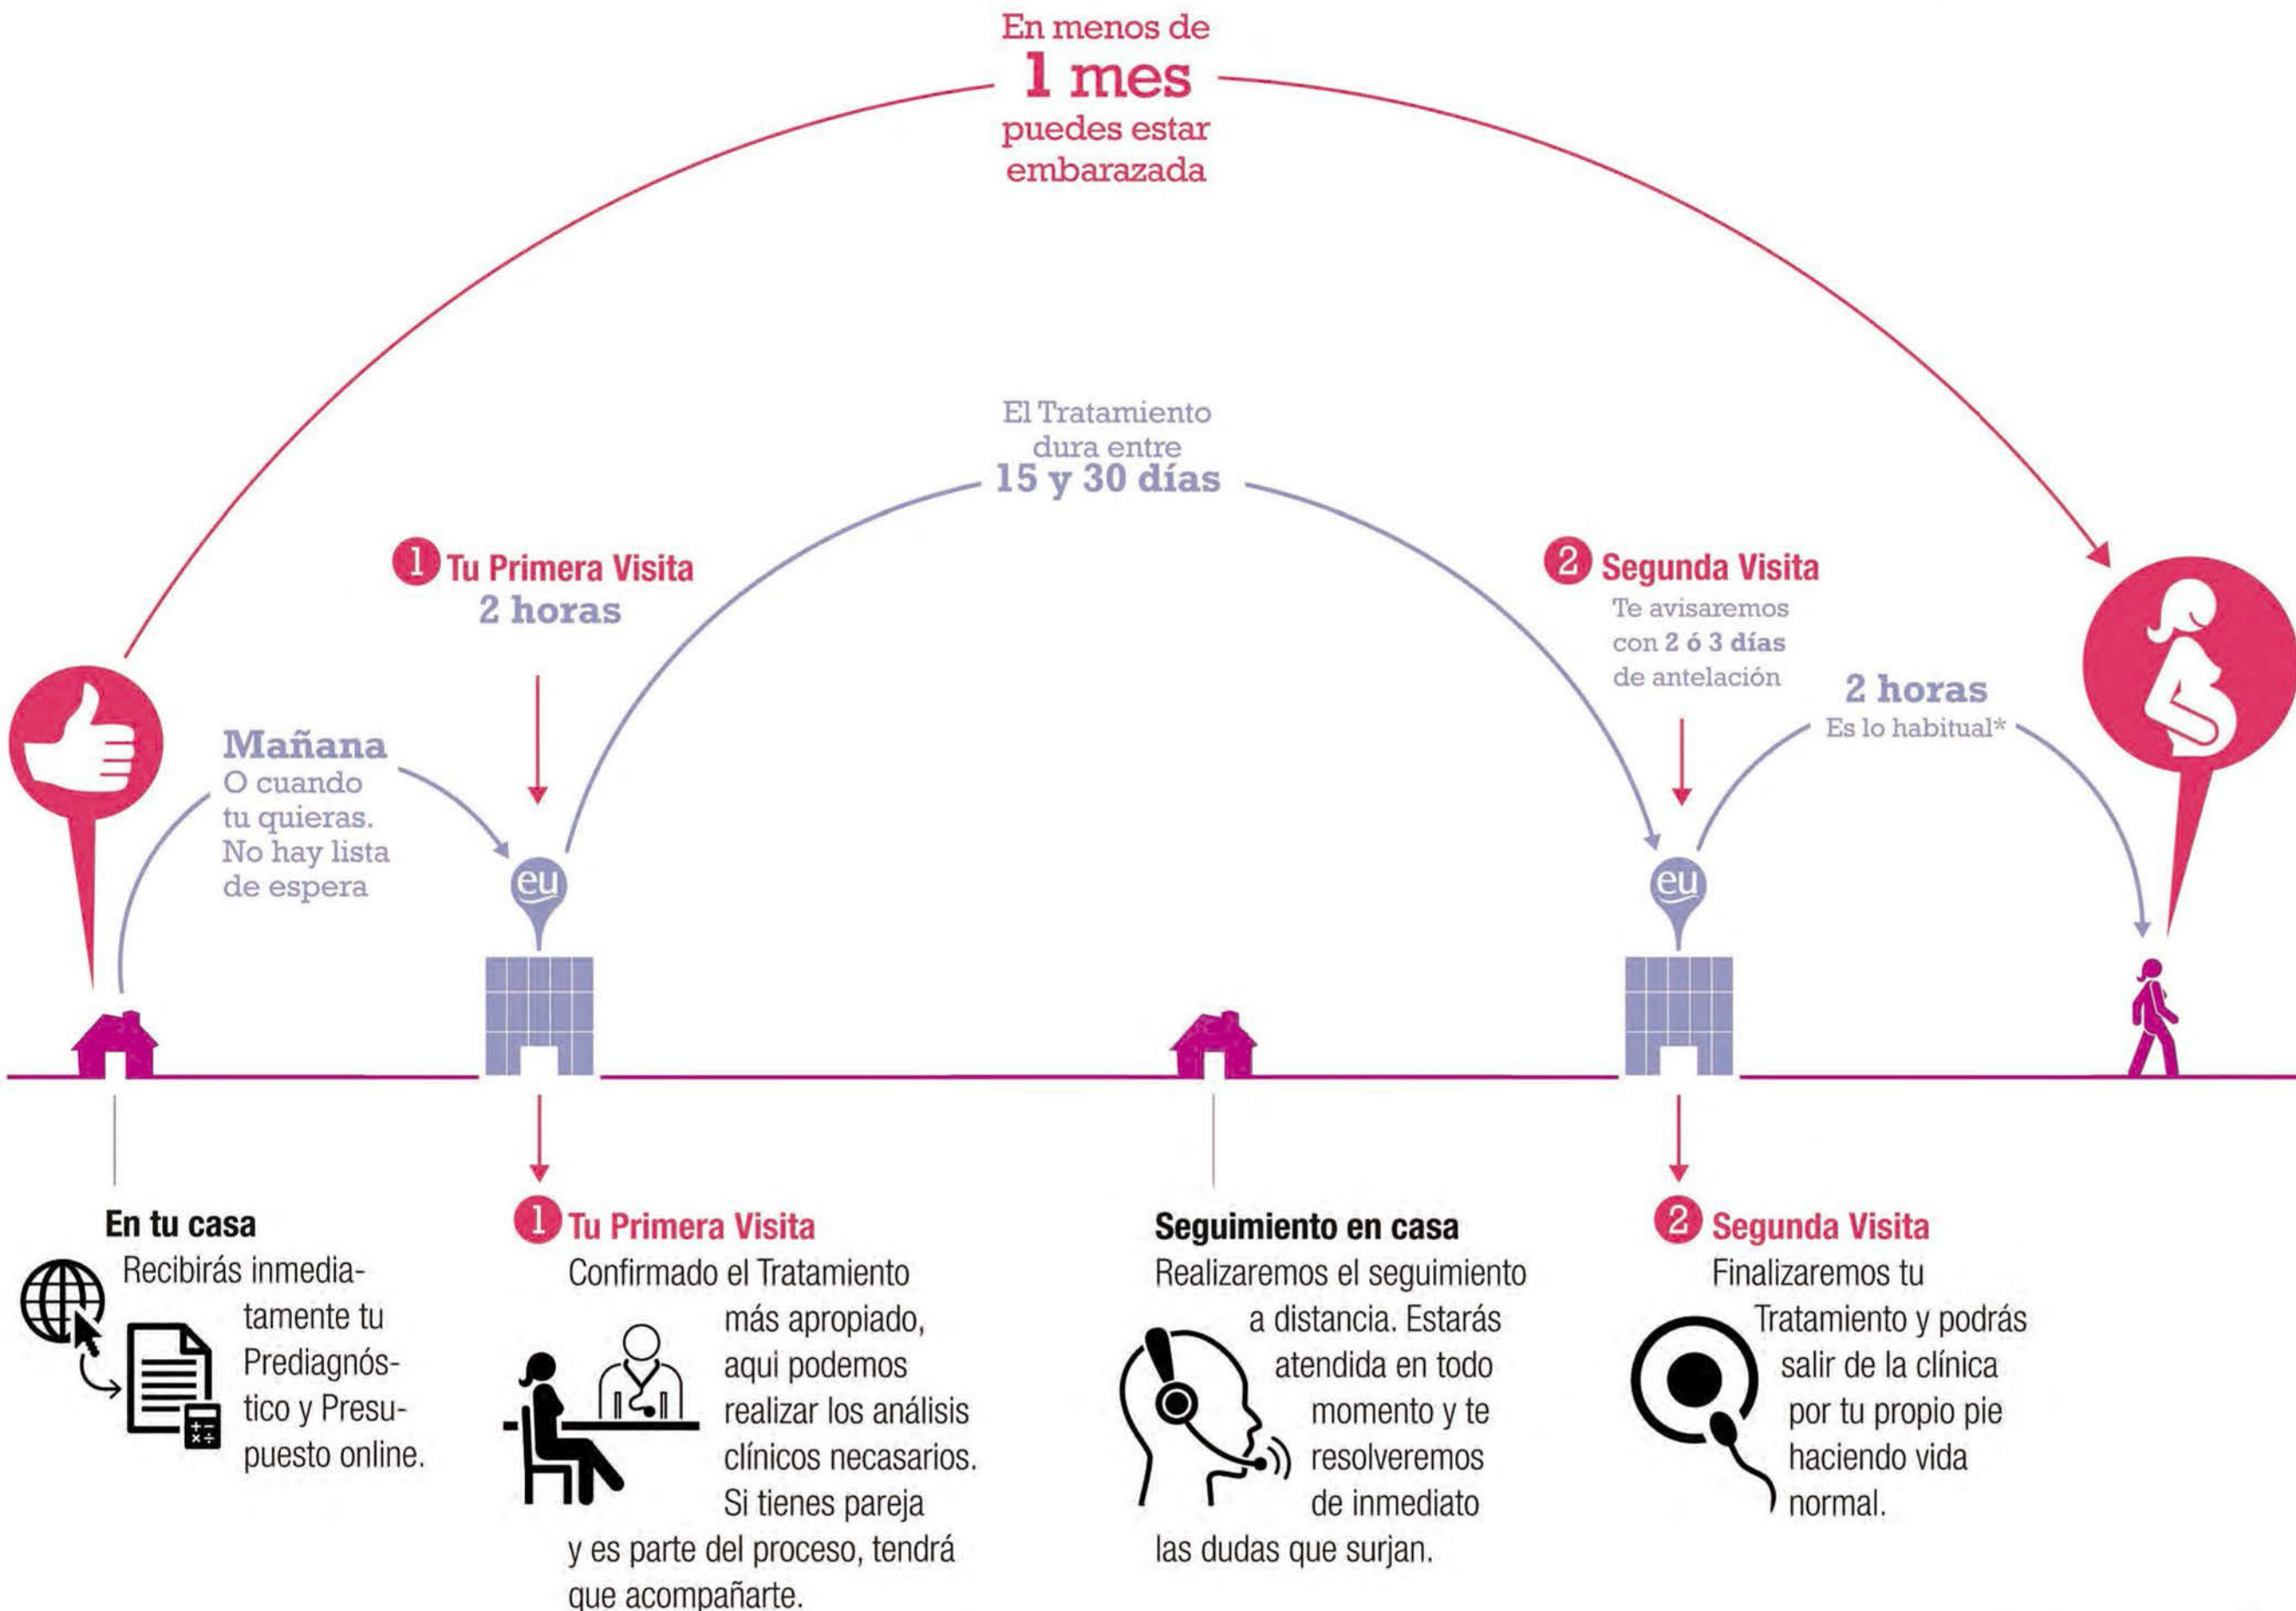 En menos de
1 mes
puedes estar
embarazada
El Tratamiento
dura entre
15 y 30 días
1 Tu Primera Visita
2 horas
2 Segunda Visita
Te avisaremos
con 2 ó 3 días
de antelación
2 horas
Es lo habitual*
Mañana
O cuando
tu quieras.
No hay lista
de espera
eu
eu
En tu casa
Recibirás inmedia-
tamente tu
Prediagnós-
tico y Presu-
puesto online.
1 Tu Primera Visita
Confirmado el Tratamiento
más apropiado,
aqui podemos
realizar los análisis
clínicos necasarios.
Si tienes pareja
y es parte del proceso, tendrá
que acompañarte.
Seguimiento en casa
Realizaremos el seguimiento
a distancia. Estarás
atendida en todo
momento y te
resolveremos
de inmediato
las dudas que surjan.
2 Segunda Visita
Finalizaremos tu
Tratamiento y podrás
salir de la clínica
por tu propio pie
haciendo vida
normal.